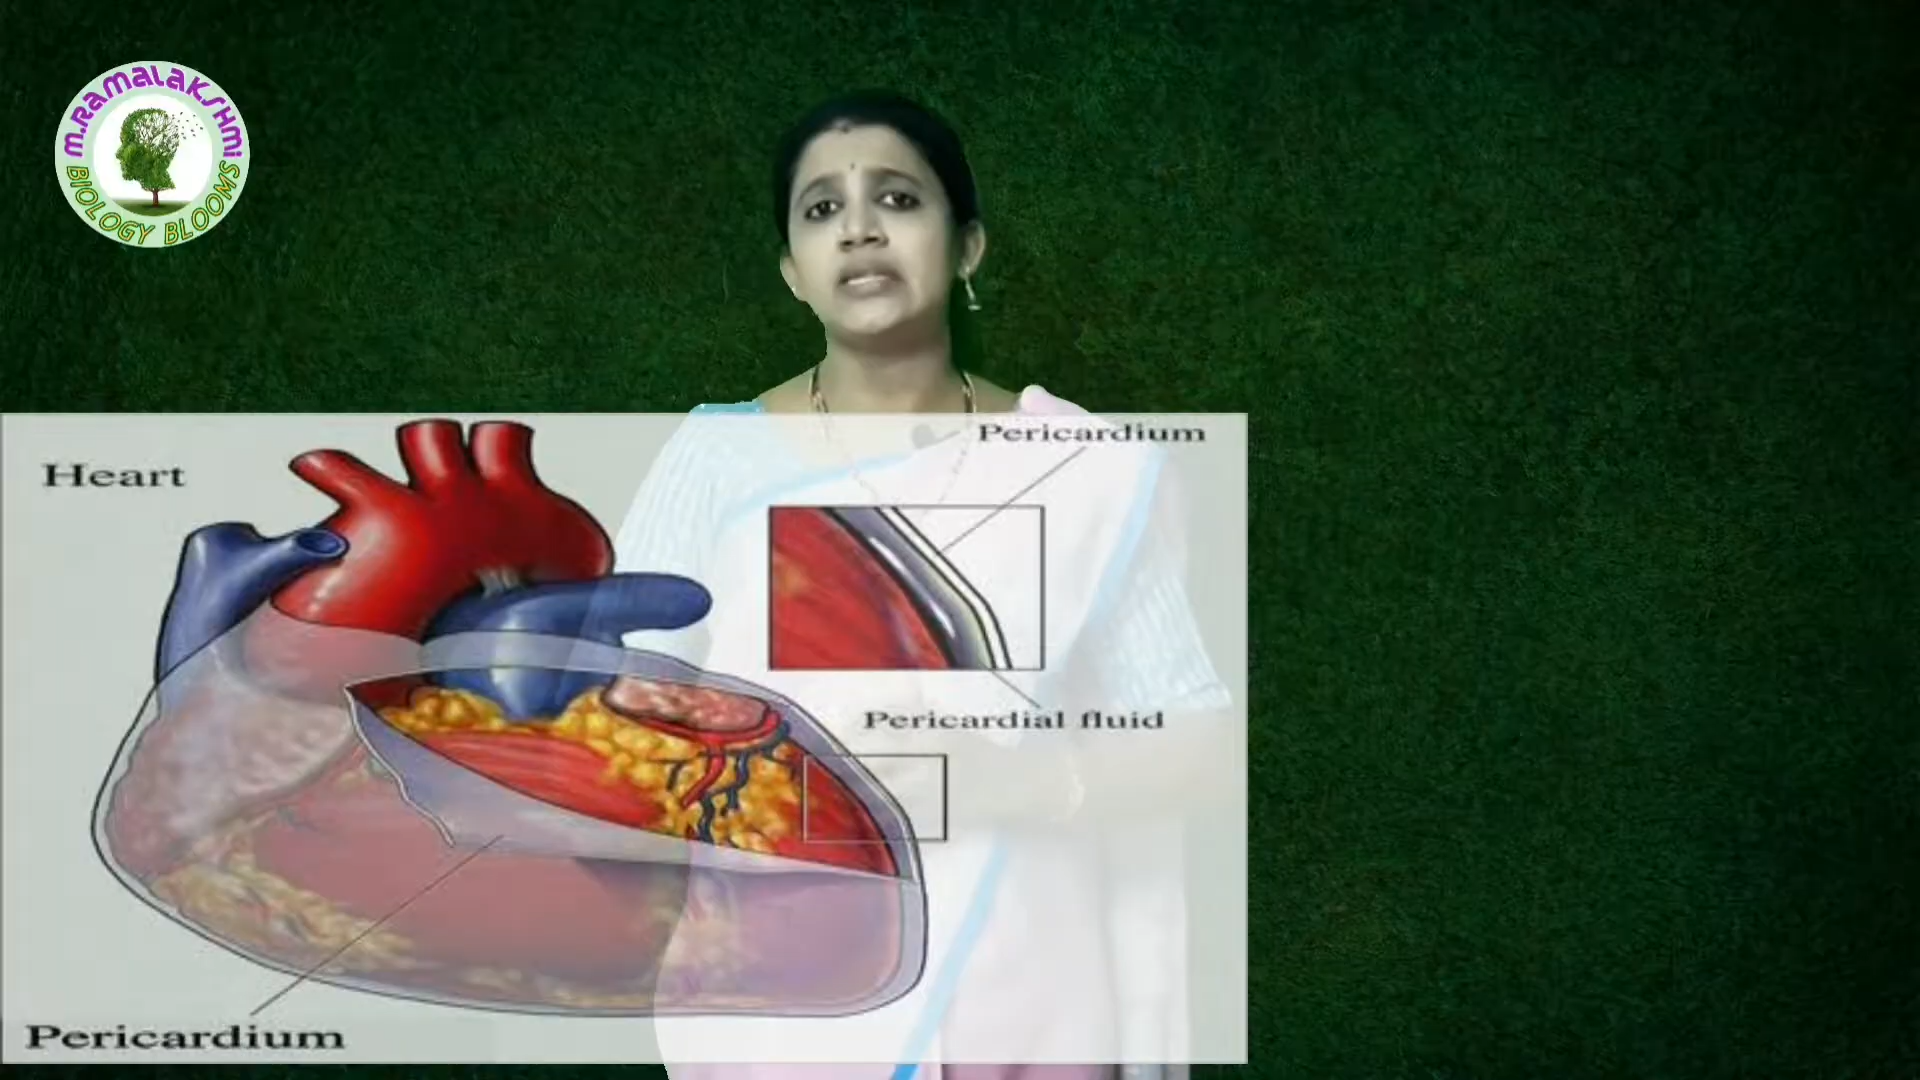 M.RAMALAKSHMI
BIOLOGY BLOOMS
Heart
Pericardium
Pericardial fluid
Pericardium